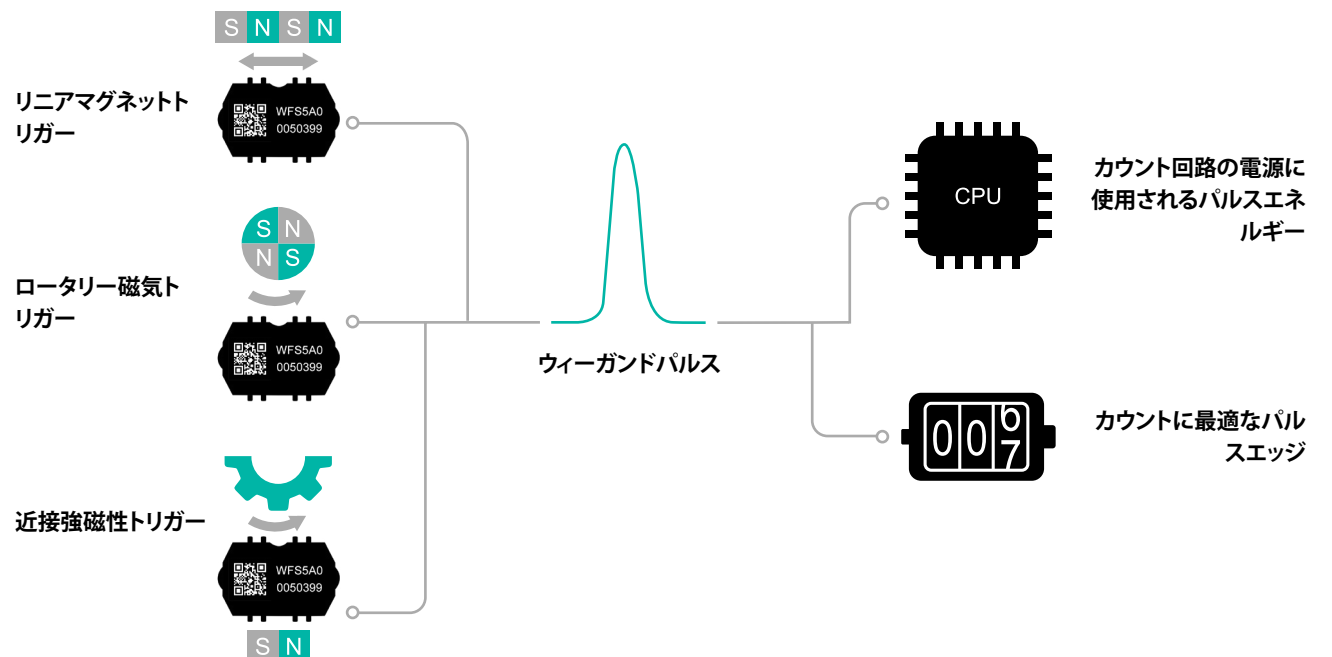 S N S N
リニアマグネットト
リガー
WFS5A0
0050399
S N
N S
ロータリー磁気ト
リガー
WFS5A0
0050399
近接強磁性トリガー
WFS5A0
0050399
S N
ウィーガンドパルス
CPU
カウント回路の電源に
使用されるパルスエネ
ルギー
0 0 6
7
カウントに最適なパル
スエッジ